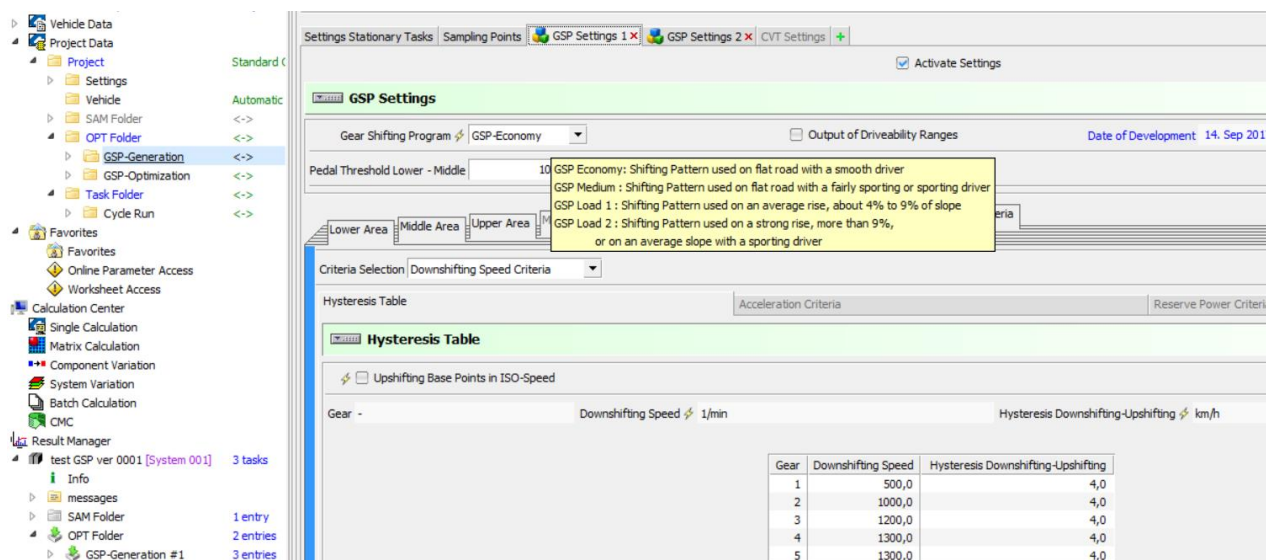 Vehicle Data
Project Data
Project Standard
Settings
Vehicle Automatic
SAM Folder <->
OPT Folder <->
GSP-Generation <->
GSP-Optimization <->
Task Folder <->
Cycle Run <->
Favorites
Favorites
Online Parameter Access
Worksheet Access
Calculation Center
Single Calculation
Matrix Calculation
Component Variation
System Variation
Batch Calculation
CMC
Result Manager
test GSP ver 0001 [System 001] 3 tasks
Info
messages
SAM Folder 1 entry
OPT Folder 2 entries
GSP-Generation #1 3 entries
Settings Stationary Tasks Sampling Points GSP Settings 1 GSP Settings 2 CVT Settings
Activate Settings
GSP Settings
Gear Shifting Program GSP-Economy Output of Driveability Ranges Date of Development 14. Sep 201
Pedal Threshold Lower - Middle 10
GSP Economy: Shifting Pattern used on flat road with a smooth driver
GSP Medium : Shifting Pattern used on flat road with a fairly sporting or sporting driver
GSP Load 1 : Shifting Pattern used on an average rise, about 4% to 9% of slope
GSP Load 2 : Shifting Pattern used on a strong rise, more than 9%,
or on an average slope with a sporting driver
Lower Area Middle Area Upper Area M eria
Criteria Selection Downshifting Speed Criteria
Hysteresis Table Acceleration Criteria Reserve Power Criteria
Hysteresis Table
Upshifting Base Points in ISO-Speed
Gear - Downshifting Speed 1/min Hysteresis Downshifting-Upshifting km/h
Gear Downshifting Speed Hysteresis Downshifting-Upshifting
1 500,0 4,0
2 1000,0 4,0
3 1200,0 4,0
4 1300,0 4,0
5 1300,0 4,0